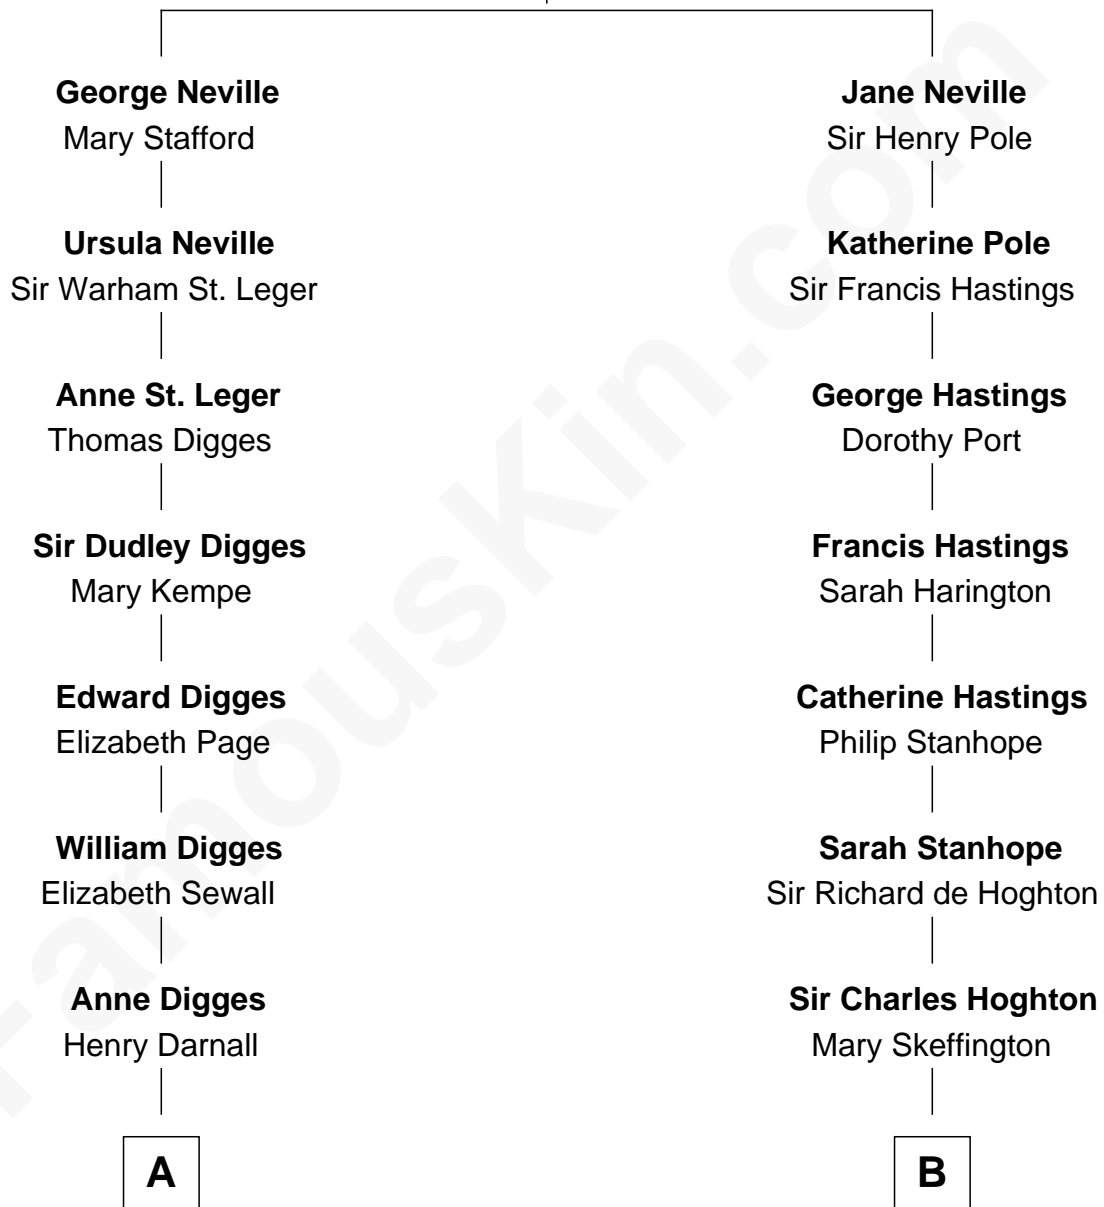 George Neville
Mary Stafford
Ursula Neville
Sir Warham St. Leger
Anne St. Leger
Thomas Digges
Sir Dudley Digges
Mary Kempe
Edward Digges
Elizabeth Page
William Digges
Elizabeth Sewall
Anne Digges
Henry Darnall
A
Jane Neville
Sir Henry Pole
Katherine Pole
Sir Francis Hastings
George Hastings
Dorothy Port
Francis Hastings
Sarah Harington
Catherine Hastings
Philip Stanhope
Sarah Stanhope
Sir Richard de Hoghton
Sir Charles Hoghton
Mary Skeffington
B
FamousKin.com